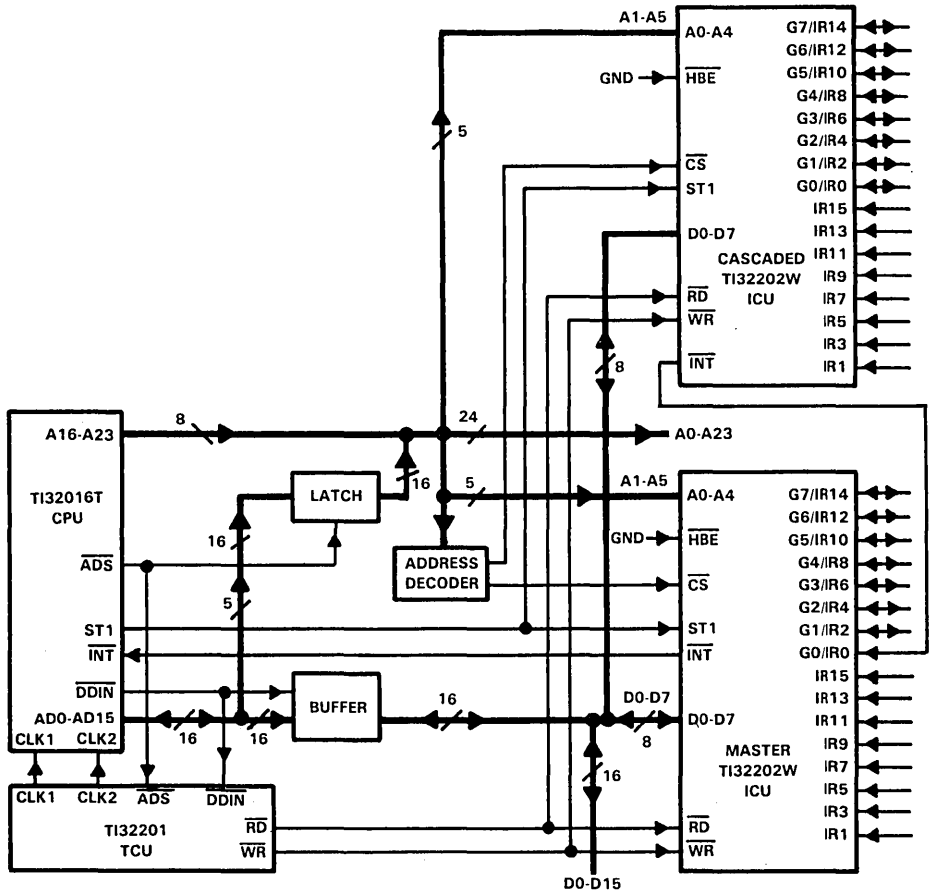 A1-A5
A0-A4
G7/IR14
G6/IR12
GND
HBE
G5/IR10
G4/IR8
5
G3/IR6
G2/IR4
CS
G1/IR2
ST1
G0/IR0
IR15
D0-D7
IR13
CASCADED
TI32202W
ICU
IR11
IR9
RD
IR7
WR
IR5
IR3
8
INT
IR1
A16-A23
8
24
A0-A23
16
TI32016T
CPU
LATCH
5
A1-A5
A0-A4
G7/IR14
G6/IR12
16
GND
HBE
G5/IR10
ADS
ADDRESS
DECODER
G4/IR8
CS
G3/IR6
5
G2/IR4
ST1
ST1
G1/IR2
INT
INT
G0/IR0
IR15
DDIN
BUFFER
16
D0-D7
IR13
AD0-AD15
16
16
8
D0-D7
IR11
CLK1
CLK2
MASTER
TI32202W
ICU
IR9
16
IR7
CLK1
CLK2
ADS
DDIN
IR5
IR3
TI32201
TCU
RD
RD
IR1
WR
WR
D0-D15